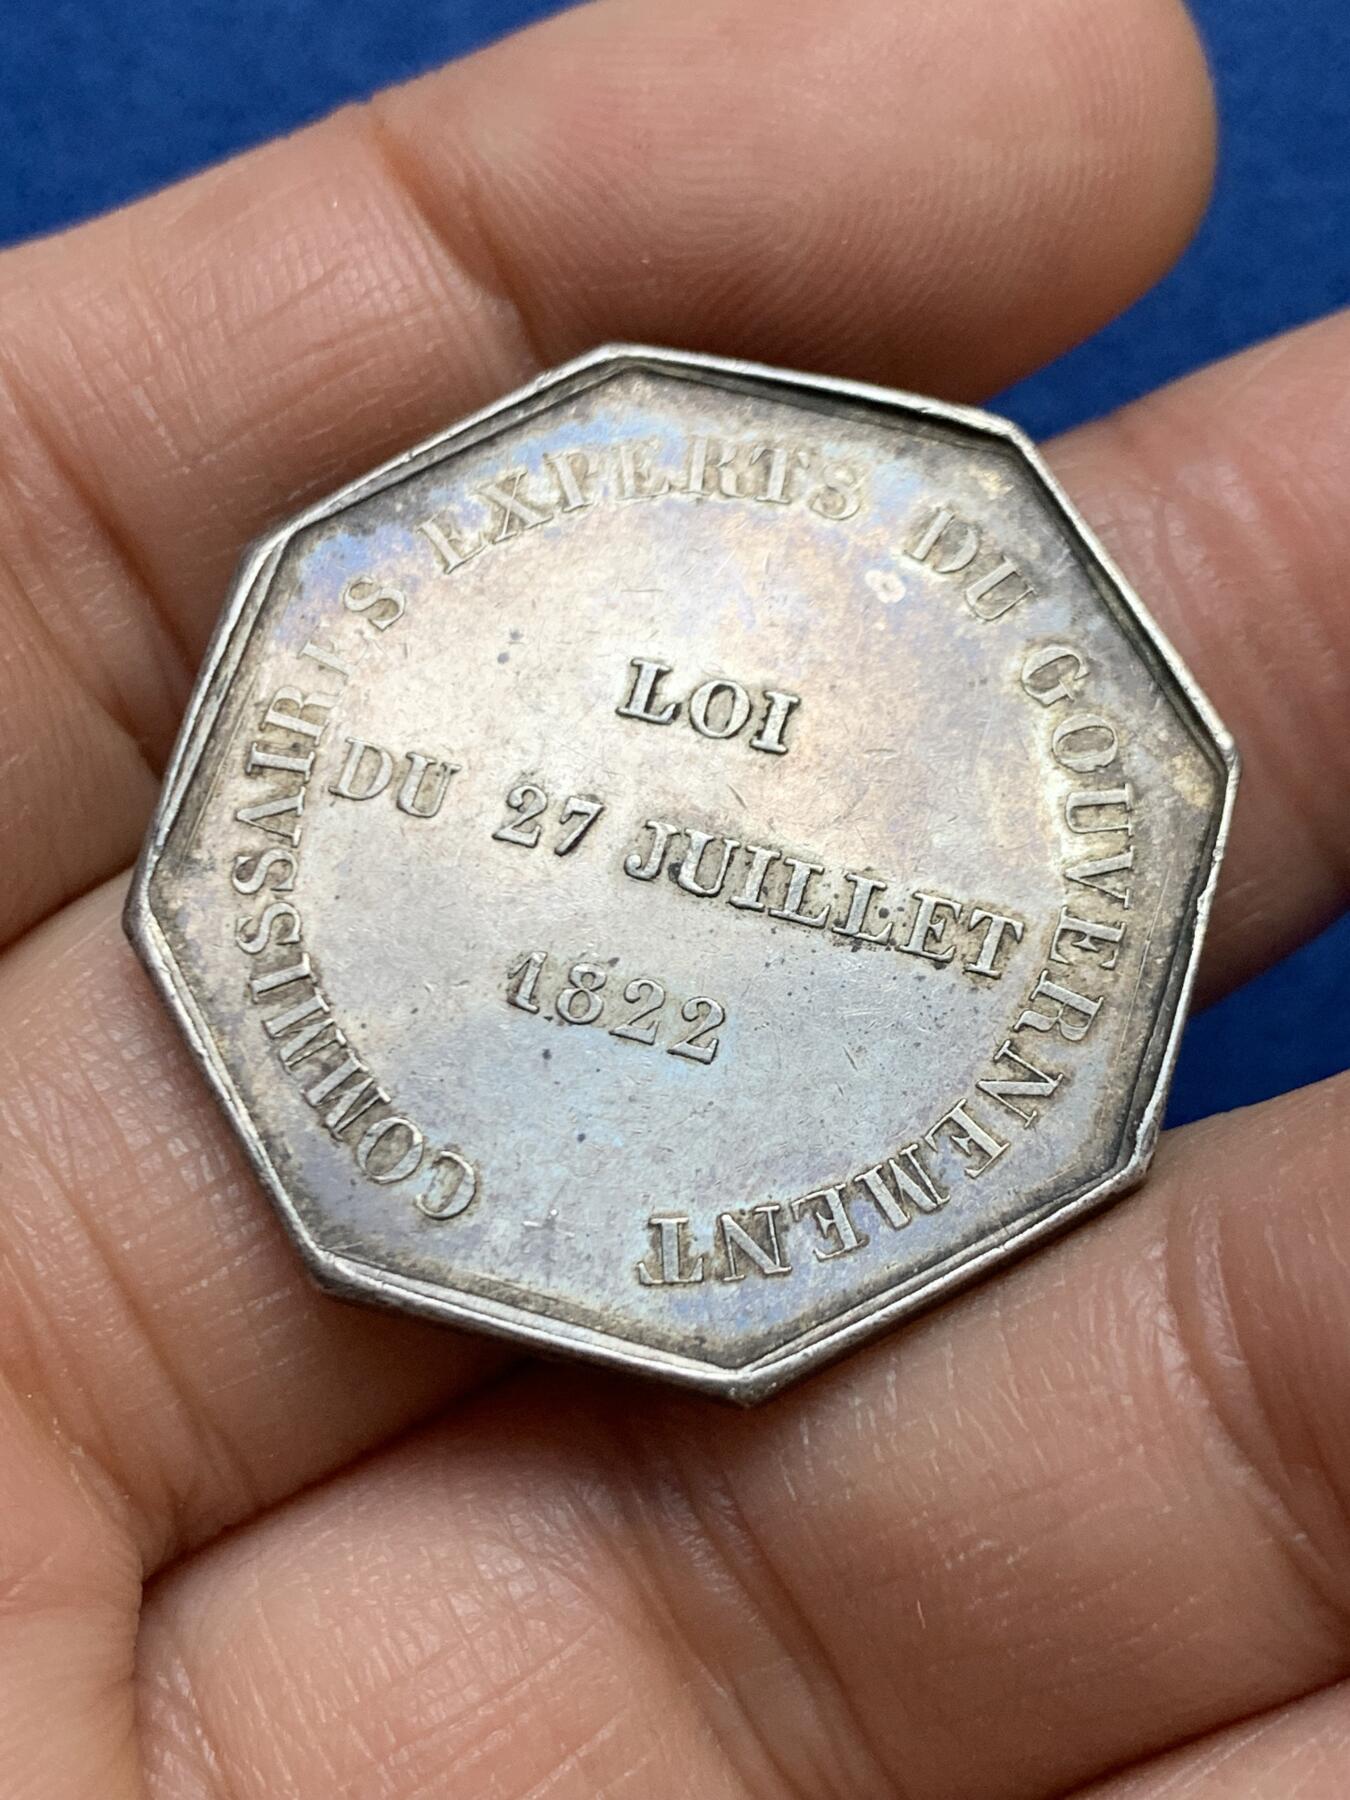 COMMISSAIRES EXPERTS DU GOUVERNEMENT
LOI
DU 27 JUILLET
1822